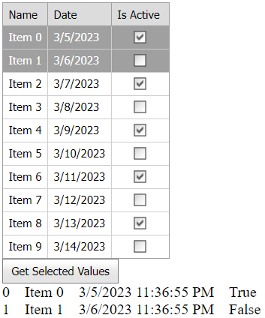 Name Date Is Active
Item 0 3/5/2023
Item 1 3/6/2023
Item 2 3/7/2023
Item 3 3/8/2023
Item 4 3/9/2023
Item 5 3/10/2023
Item 6 3/11/2023
Item 7 3/12/2023
Item 8 3/13/2023
Item 9 3/14/2023
Get Selected Values
0 Item 0 3/5/2023 11:36:55 PM True
1 Item 1 3/6/2023 11:36:55 PM False